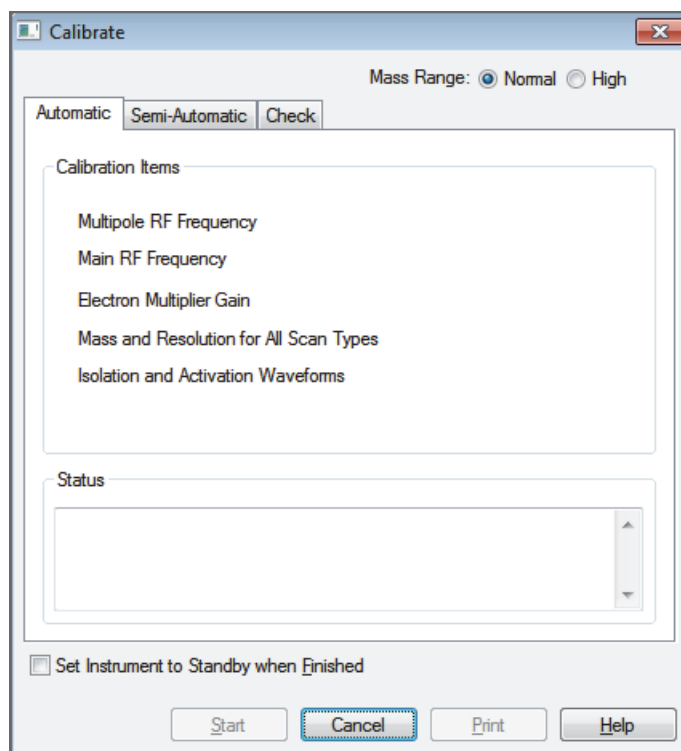 Calibrate
Mass Range: Normal High
Automatic Semi-Automatic Check
Calibration Items
Multipole RF Frequency
Main RF Frequency
Electron Multiplier Gain
Mass and Resolution for All Scan Types
Isolation and Activation Waveforms
Status
Set Instrument to Standby when Finished
Start Cancel Print Help